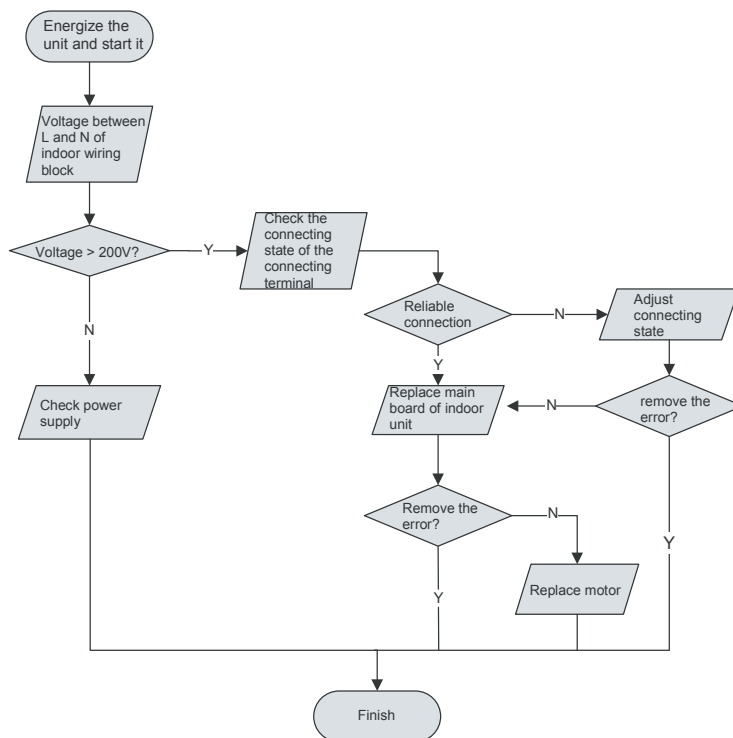 Energize the
unit and start it
Voltage between
L and N of
indoor wiring
block
Voltage > 200V?
Y
Check the
connecting
state of the
connecting
terminal
Reliable
connection
N
Adjust
connecting
state
N
Y
Check power
supply
Replace main
board of indoor
unit
N
remove the
error?
Remove the
error?
N
Y
Y
Replace motor
Finish